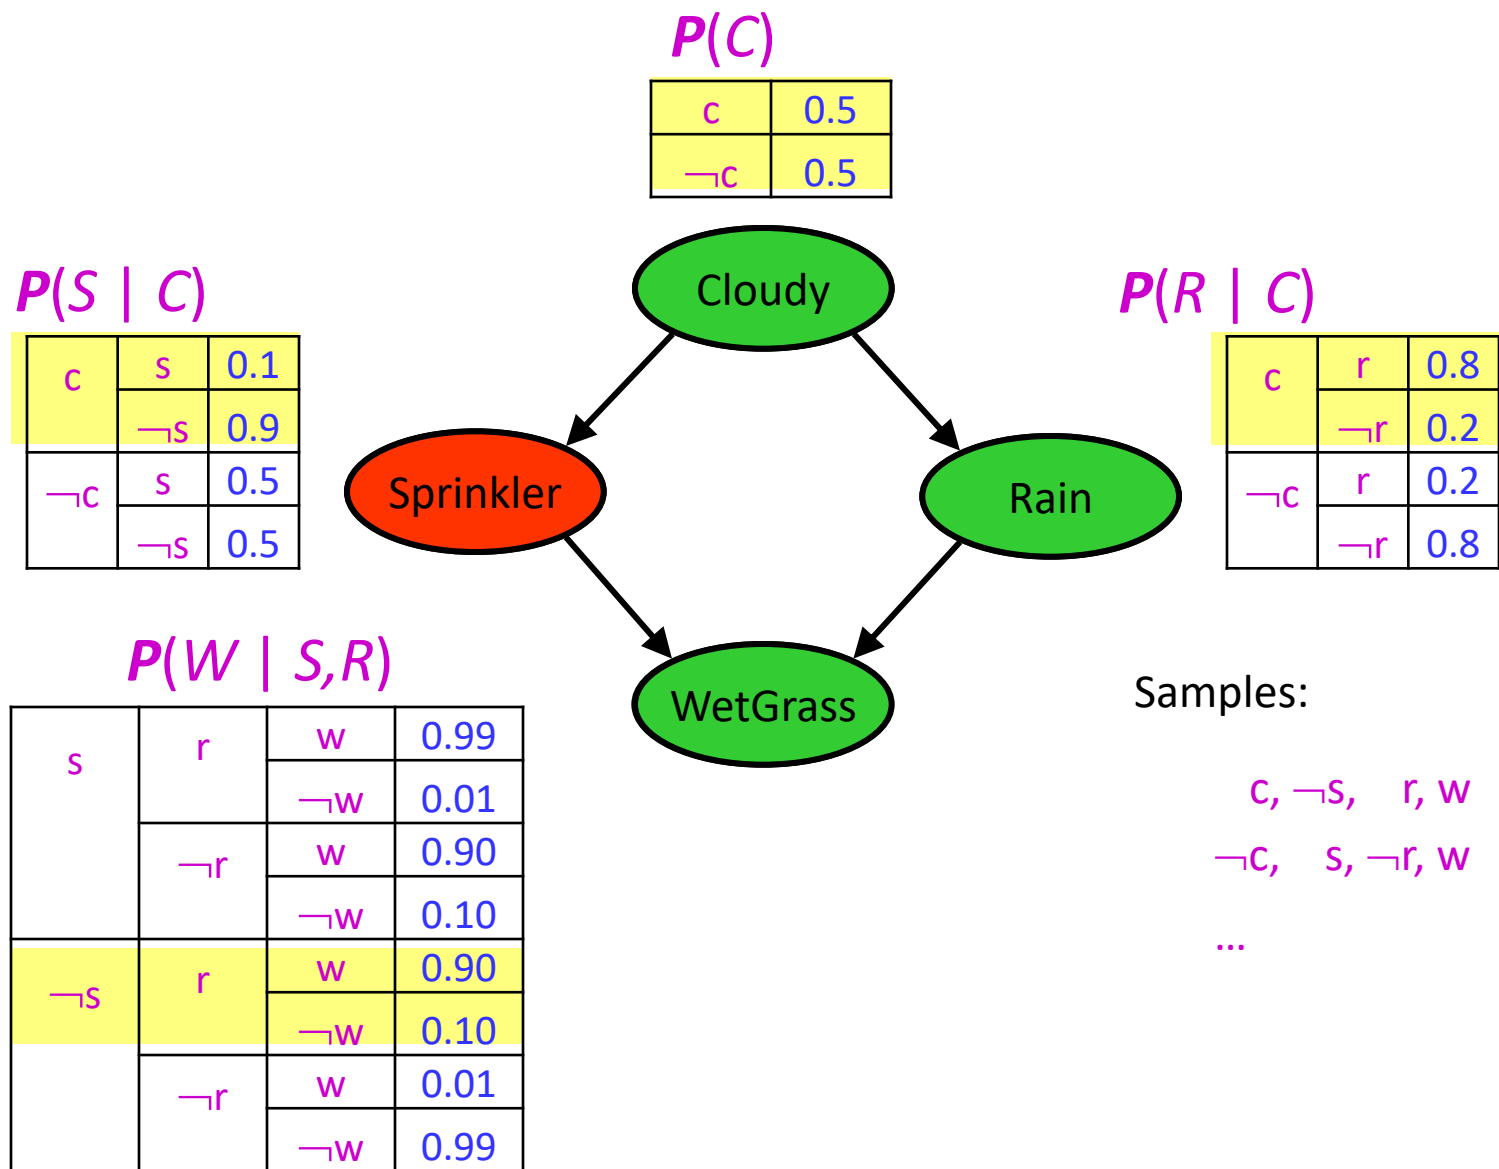 P(C)
c 0.5
¬c 0.5
Cloudy
P(S | C)
c s 0.1
¬s 0.9
¬c s 0.5
¬s 0.5
P(R | C)
c r 0.8
¬r 0.2
¬c r 0.2
¬r 0.8
Sprinkler
Rain
WetGrass
P(W | S,R)
s r w 0.99
¬w 0.01
¬r w 0.90
¬w 0.10
¬s r w 0.90
¬w 0.10
¬r w 0.01
¬w 0.99
Samples:
c, ¬s, r, w
¬c, s, ¬r, w
...